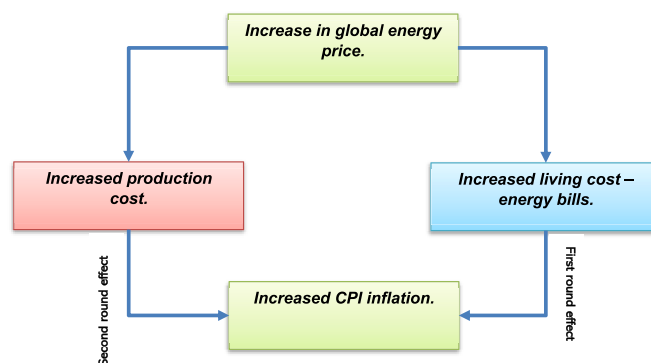 Increase in global energy
price.
Increased production
cost.
Increased living cost –
energy bills.
Second round effect
First round effect
Increased CPI inflation.